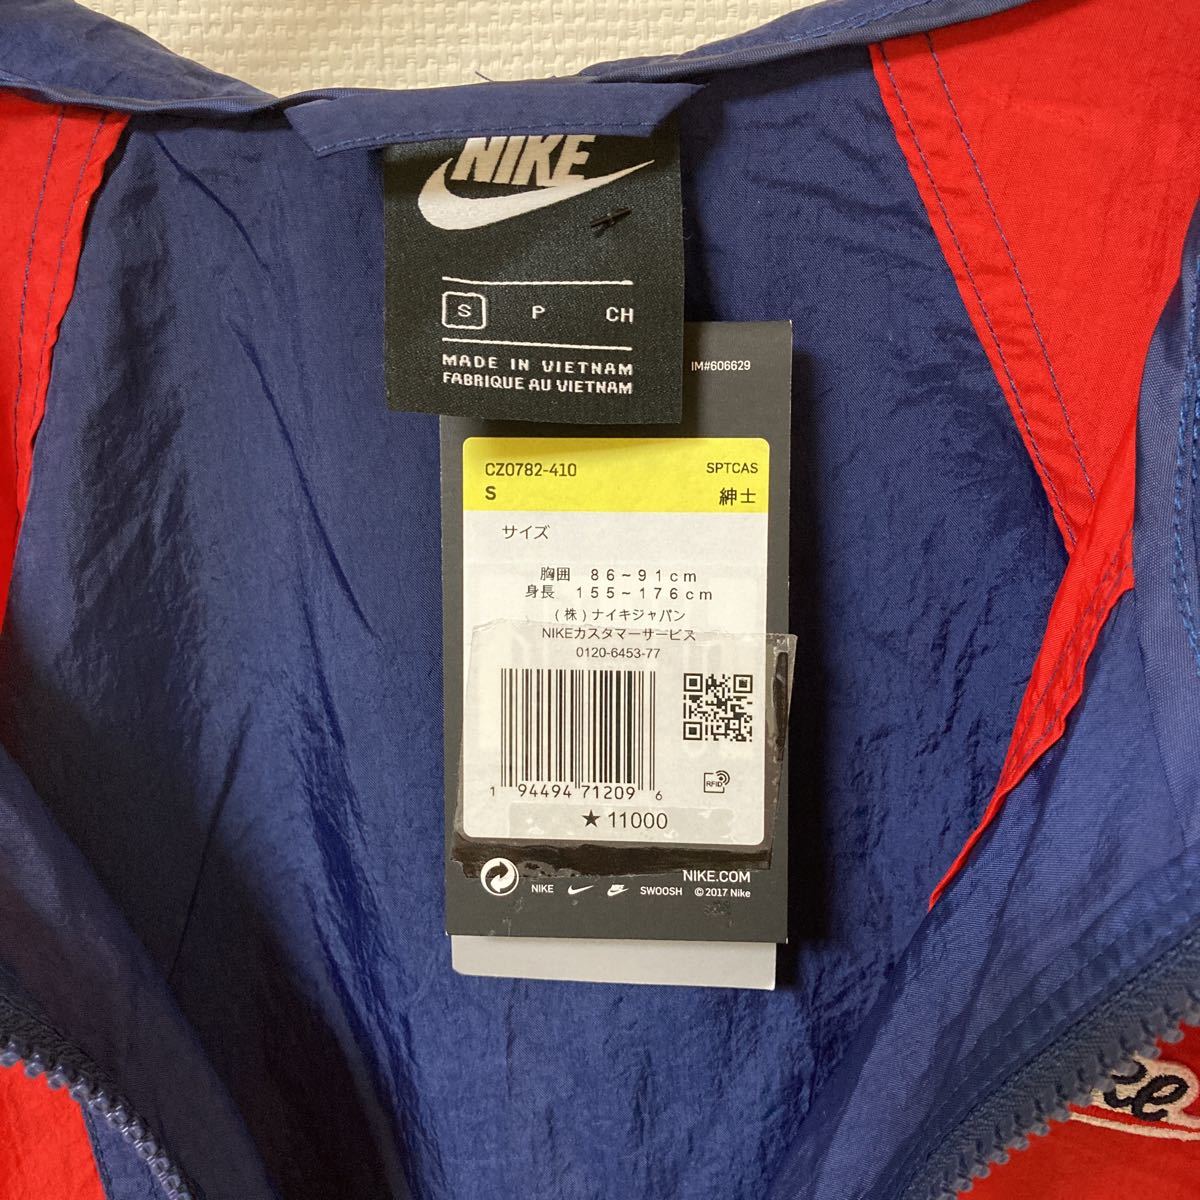 NIKE
S P CH
MADE IN VIETNAM
FABRIQUE AU VIETNAM
IM#606629
CZ0782-410 SPTCAS
S 紳士
サイズ
胸囲 86~91cm
身長 155~176cm
(株)ナイキジャパン
NIKEカスタマーサービス
0120-6453-77
1 94494 71209 6
RFID
★ 11000
NIKE.COM
NIKE SWOOSH © 2017 Nike